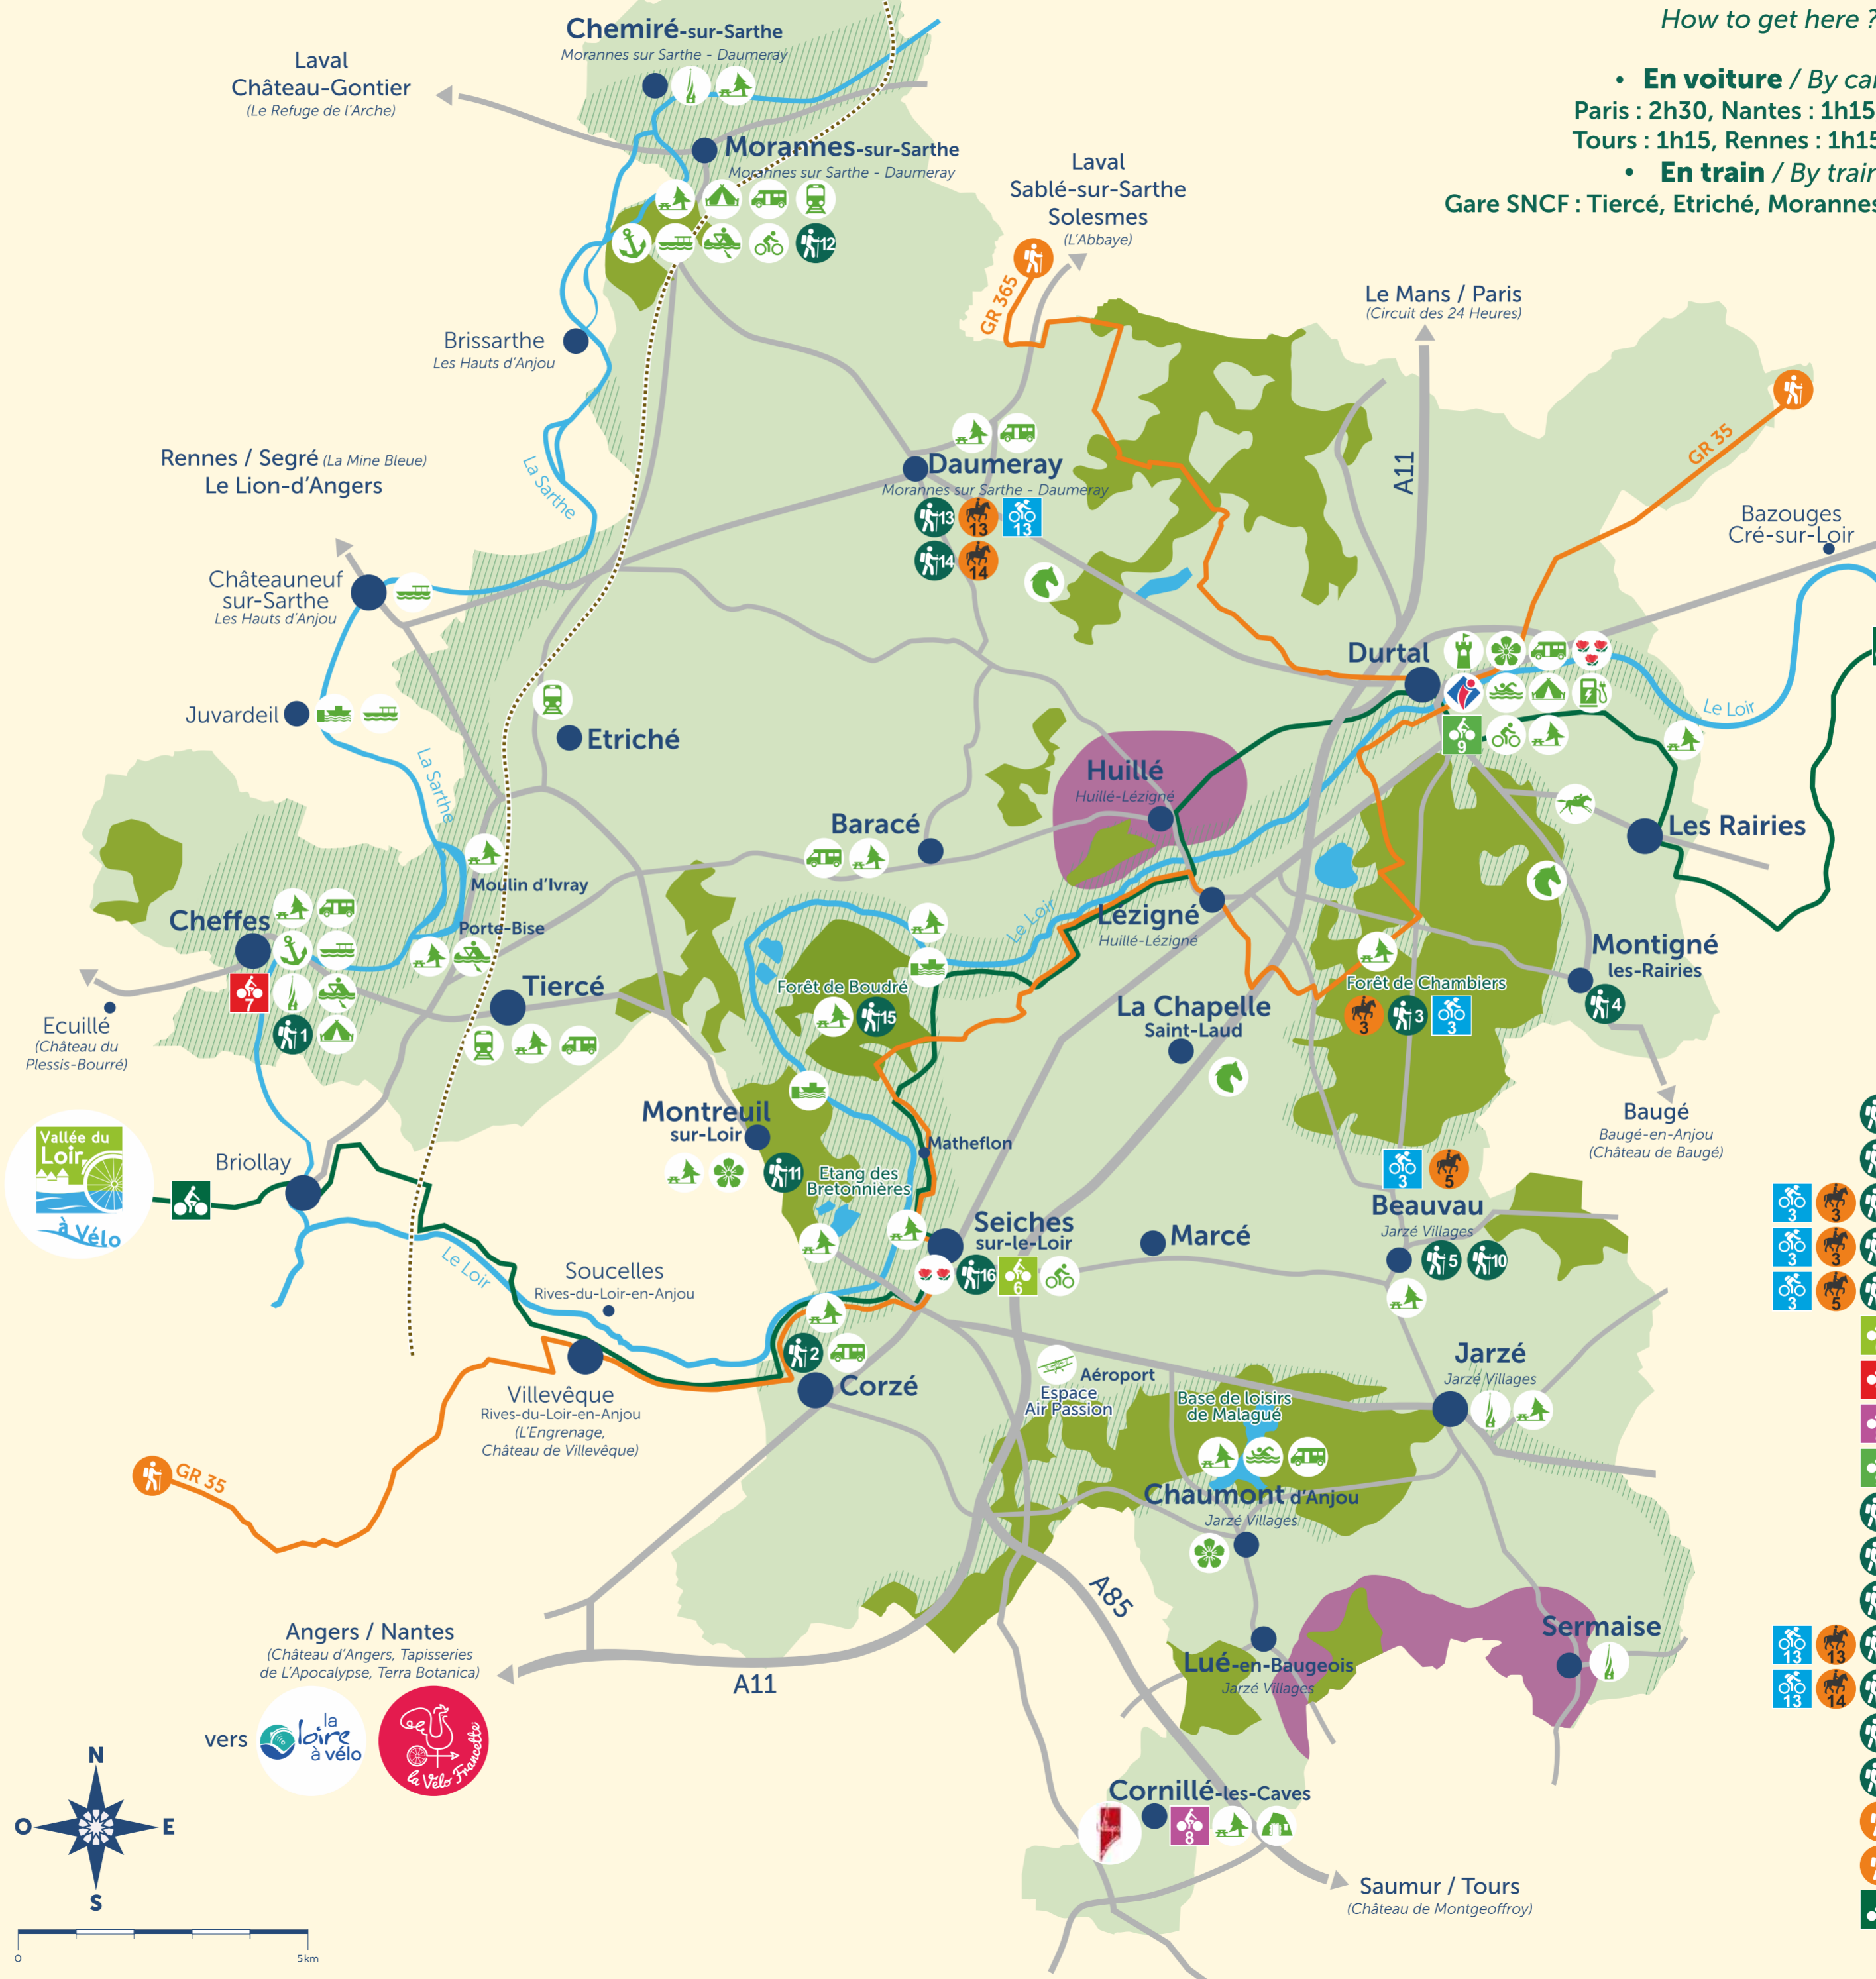 How to get here ?
• En voiture / By car
Paris : 2h30, Nantes : 1h15
Tours : 1h15, Rennes : 1h15
• En train / By train
Gare SNCF : Tiercé, Etriché, Morannes
Chemiré-sur-Sarthe
Morannes sur Sarthe - Daumeray
Laval
Château-Gontier
(Le Refuge de l'Arche)
Morannes-sur-Sarthe
Morannes sur Sarthe - Daumeray
12
Laval
Sablé-sur-Sarthe
Solesmes
(L'Abbaye)
GR 365
Le Mans / Paris
(Circuit des 24 Heures)
Brissarthe
Les Hauts d'Anjou
GR 35
A11
Rennes / Segré (La Mine Bleue)
Le Lion-d'Angers
La Sarthe
Daumeray
Morannes sur Sarthe - Daumeray
13
13
13
14
14
Bazouges
Cré-sur-Loir
Châteauneuf
sur-Sarthe
Les Hauts d'Anjou
Durtal
9
Le Loir
Juvardeil
Etriché
La Sarthe
Huillé
Huillé-Lézigné
Baracé
Les Rairies
Moulin d'Ivray
Porte-Bise
Cheffes
7
1
Le Loir
Lézigné
Huillé-Lézigné
Montigné
les-Rairies
4
Tiercé
Forêt de Boudré
15
La Chapelle
Saint-Laud
Forêt de Chambiers
3
3
3
Ecuillé
(Château du
Plessis-Bourré)
Baugé
Baugé-en-Anjou
(Château de Baugé)
Montreuil
sur-Loir
11
Matheflon
Etang des
Bretonnières
Vallée du
Loir
à Vélo
Briollay
3
5
Beauvau
Jarzé Villages
5
10
3
3
3
3
3
5
Seiches
sur-le-Loir
16
6
Marcé
Le Loir
Soucelles
Rives-du-Loir-en-Anjou
2
Corzé
Villevêque
Rives-du-Loir-en-Anjou
(L'Engrenage,
Château de Villevêque)
Aéroport
Espace
Air Passion
Base de loisirs
de Malagué
Jarzé
Jarzé Villages
GR 35
Chaumont d'Anjou
Jarzé Villages
A85
Angers / Nantes
(Château d'Angers, Tapisseries
de L'Apocalypse, Terra Botanica)
A11
Lué-en-Baugeois
Jarzé Villages
Sermaise
13
13
13
14
vers
la
loire
à vélo
la Vélo Francette
Cornillé-les-Caves
8
Saumur / Tours
(Château de Montgeoffroy)
N
O
E
S
0
5 km